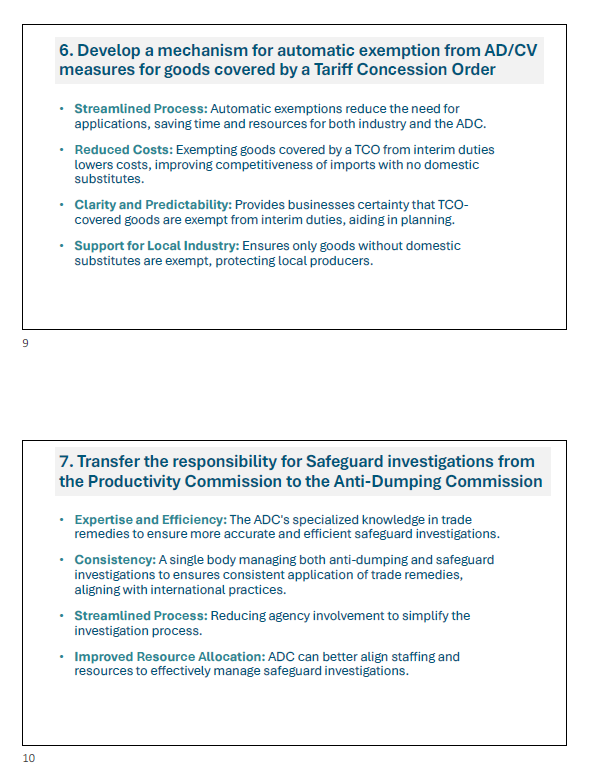 6. Develop a mechanism for automatic exemption from AD/CV
measures for goods covered by a Tariff Concession Order
• Streamlined Process: Automatic exemptions reduce the need for
applications, saving time and resources for both industry and the ADC.
• Reduced Costs: Exempting goods covered by a TCO from interim duties
lowers costs, improving competitiveness of imports with no domestic
substitutes.
• Clarity and Predictability: Provides businesses certainty that TCO-
covered goods are exempt from interim duties, aiding in planning.
• Support for Local Industry: Ensures only goods without domestic
substitutes are exempt, protecting local producers.
9
7. Transfer the responsibility for Safeguard investigations from
the Productivity Commission to the Anti-Dumping Commission
• Expertise and Efficiency: The ADC's specialized knowledge in trade
remedies to ensure more accurate and efficient safeguard investigations.
• Consistency: A single body managing both anti-dumping and safeguard
investigations to ensures consistent application of trade remedies,
aligning with international practices.
• Streamlined Process: Reducing agency involvement to simplify the
investigation process.
• Improved Resource Allocation: ADC can better align staffing and
resources to effectively manage safeguard investigations.
10